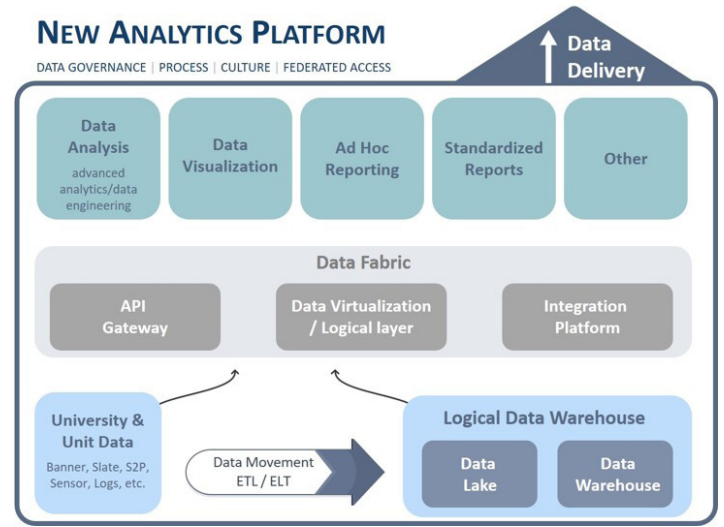 NEW ANALYTICS PLATFORM
DATA GOVERNANCE | PROCESS | CULTURE | FEDERATED ACCESS
Data
Delivery
Data
Analysis
advanced
analytics/data
engineering
Data
Visualization
Ad Hoc
Reporting
Standardized
Reports
Other
Data Fabric
API
Gateway
Data Virtualization
/ Logical layer
Integration
Platform
University &
Unit Data
Banner, Slate, S2P,
Sensor, Logs, etc.
Data Movement
ETL / ELT
Logical Data Warehouse
Data
Lake
Data
Warehouse